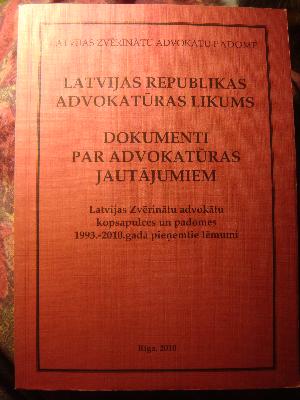 LATVIJAS ZVĒRINĀTU ADVOKĀTU PADOME
LATVIJAS REPUBLIKAS
ADVOKATŪRAS LIKUMS
DOKUMENTI
PAR ADVOKATŪRAS
JAUTĀJUMIEM
Latvijas Zvērinātu advokātu
kopsapulces un padomes
1993.-2010.gadā pieņemtie lēmumi
Rīga, 2010